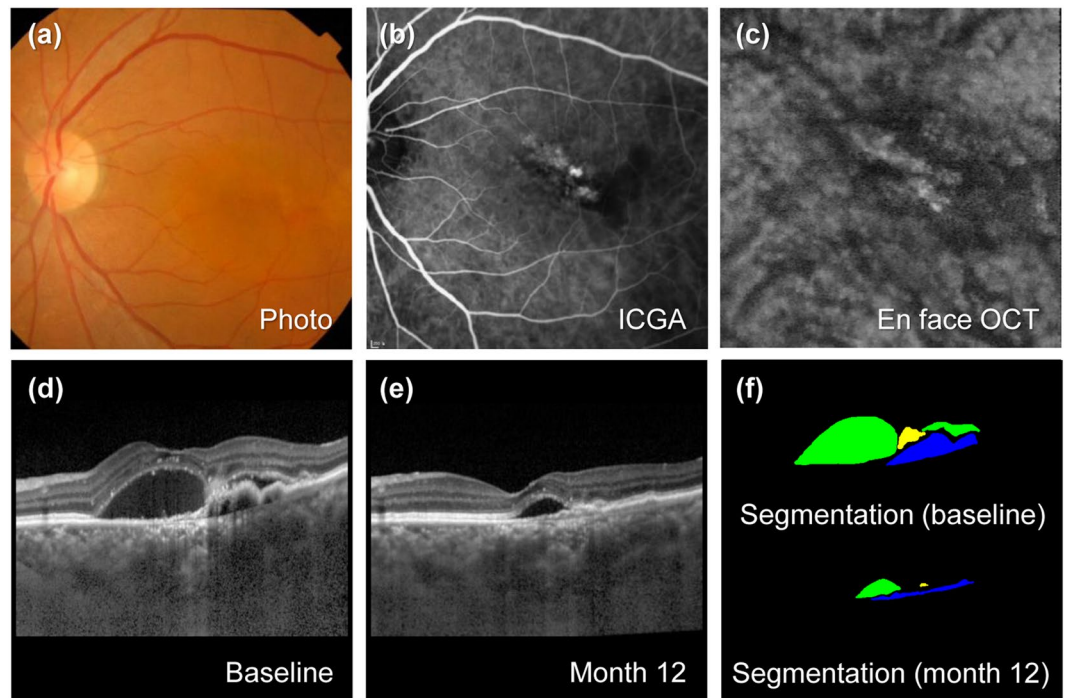 (a)
Photo
(b)
ICGA
(c)
En face OCT
(d)
Baseline
(e)
Month 12
(f)
Segmentation (baseline)
Segmentation (month 12)